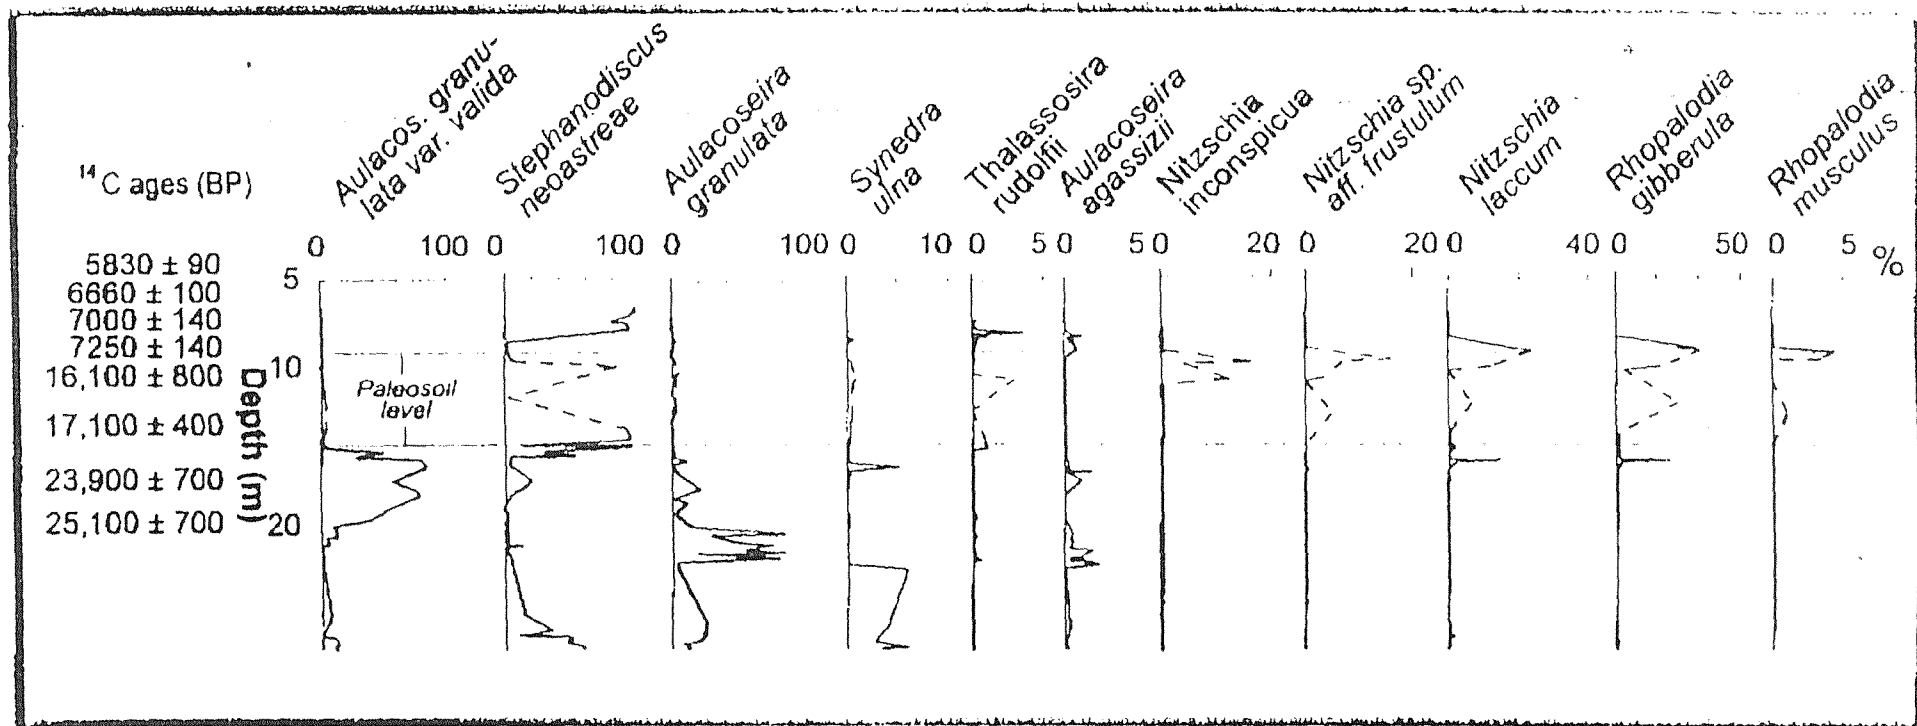 ¹⁴C ages (BP)
Aulacos. granu-
lata var. valida
Stephanodiscus
neoastreae
Aulacoseira
granulata
Synedra
ulna
Thalassosira
rudolfii
Aulacoseira
agassizii
Nitzschia
inconspicua
Nitzschia sp.
aff. frustulum
Nitzschia
laccum
Rhopalodia
gibberula
Rhopalodia
musculus
0 100 0 100 0 100 0 10 0 5 0 5 0 20 0 20 0 40 0 50 0 5 %
5830 ± 90
6660 ± 100
7000 ± 140
7250 ± 140
16,100 ± 800
17,100 ± 400
23,900 ± 700
25,100 ± 700
Depth (m)
5
10
20
Paleosoil
level